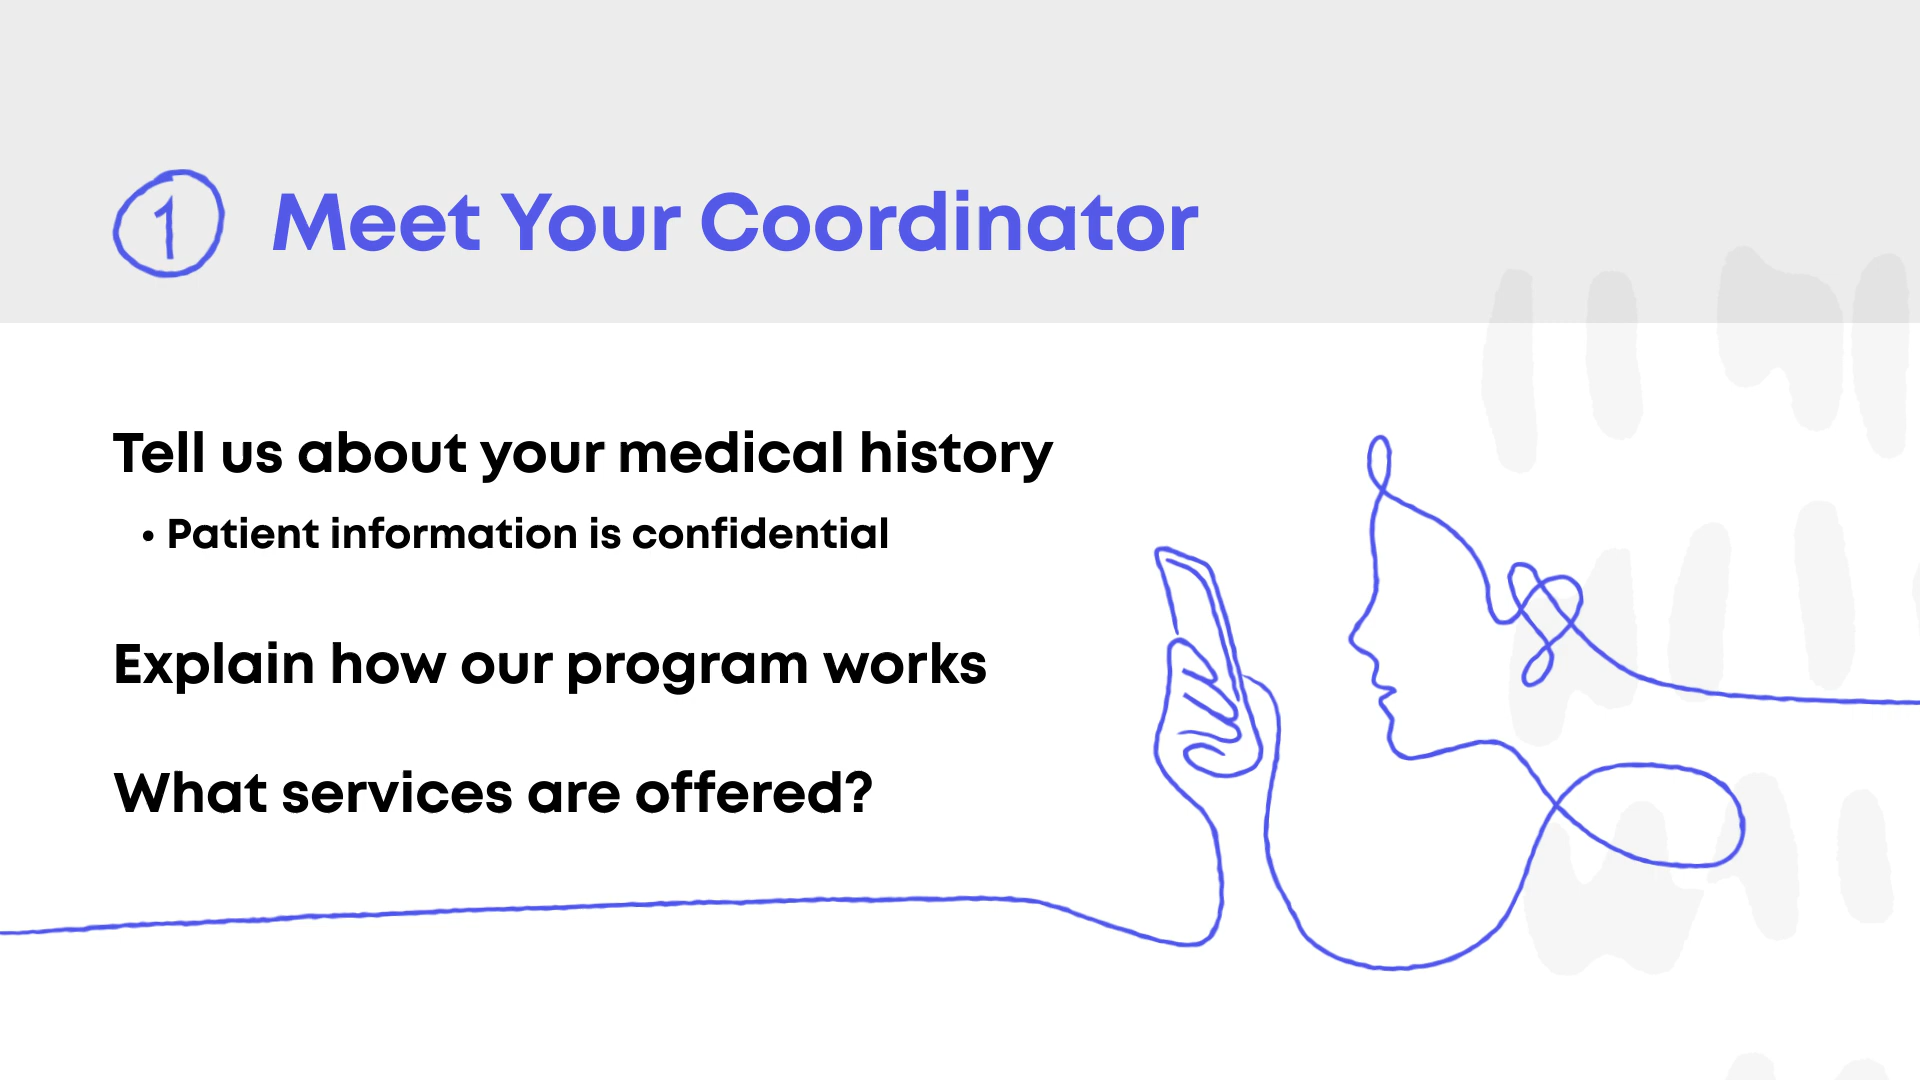 1 Meet Your Coordinator
Tell us about your medical history
• Patient information is confidential
Explain how our program works
What services are offered?